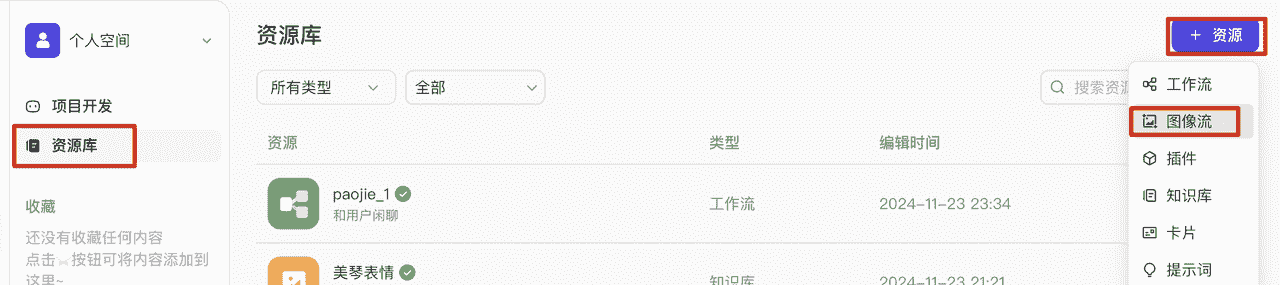 个人空间
项目开发
资源库
收藏
还没有收藏任何内容
点击☆按钮可将内容添加到
这里~
资源库
+ 资源
所有类型
全部
搜索资源
工作流
图像流
插件
知识库
卡片
提示词
资源 类型 编辑时间
paojie_1
和用户闲聊
工作流
2024-11-23 23:34
美琴表情
知识库
2024-11-23 21:21